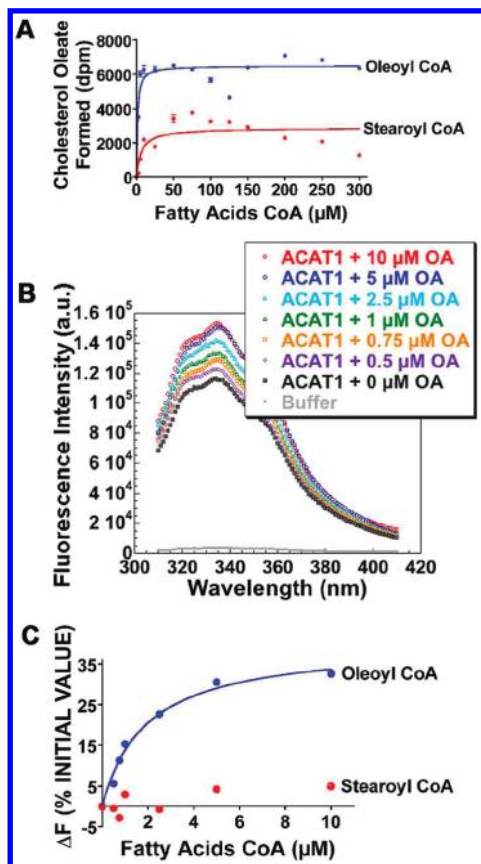 A
Cholesterol Oleate
Formed (dpm)
8000
6000
4000
2000
0
Oleoyl CoA
Stearoyl CoA
0 50 100 150 200 250 300
Fatty Acids CoA (µM)
ACAT1 + 10 µM OA
ACAT1 + 5 µM OA
ACAT1 + 2.5 µM OA
ACAT1 + 1 µM OA
ACAT1 + 0.75 µM OA
ACAT1 + 0.5 µM OA
ACAT1 + 0 µM OA
Buffer
B
Fluorescence Intensity (a.u.)
1.6 10⁵
1.4 10⁵
1.2 10⁵
1 10⁵
8 10⁴
6 10⁴
4 10⁴
2 10⁴
0
300 320 340 360 380 400 420
Wavelength (nm)
C
ΔF (% INITIAL VALUE)
35
25
15
5
-5
Oleoyl CoA
Stearoyl CoA
0 2 4 6 8 10
Fatty Acids CoA (µM)